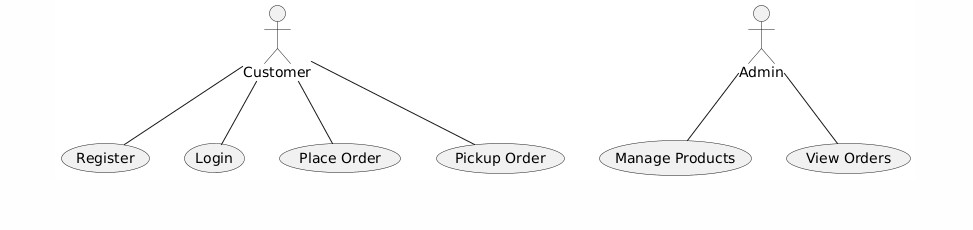 Customer
Admin
Register
Login
Place Order
Pickup Order
Manage Products
View Orders